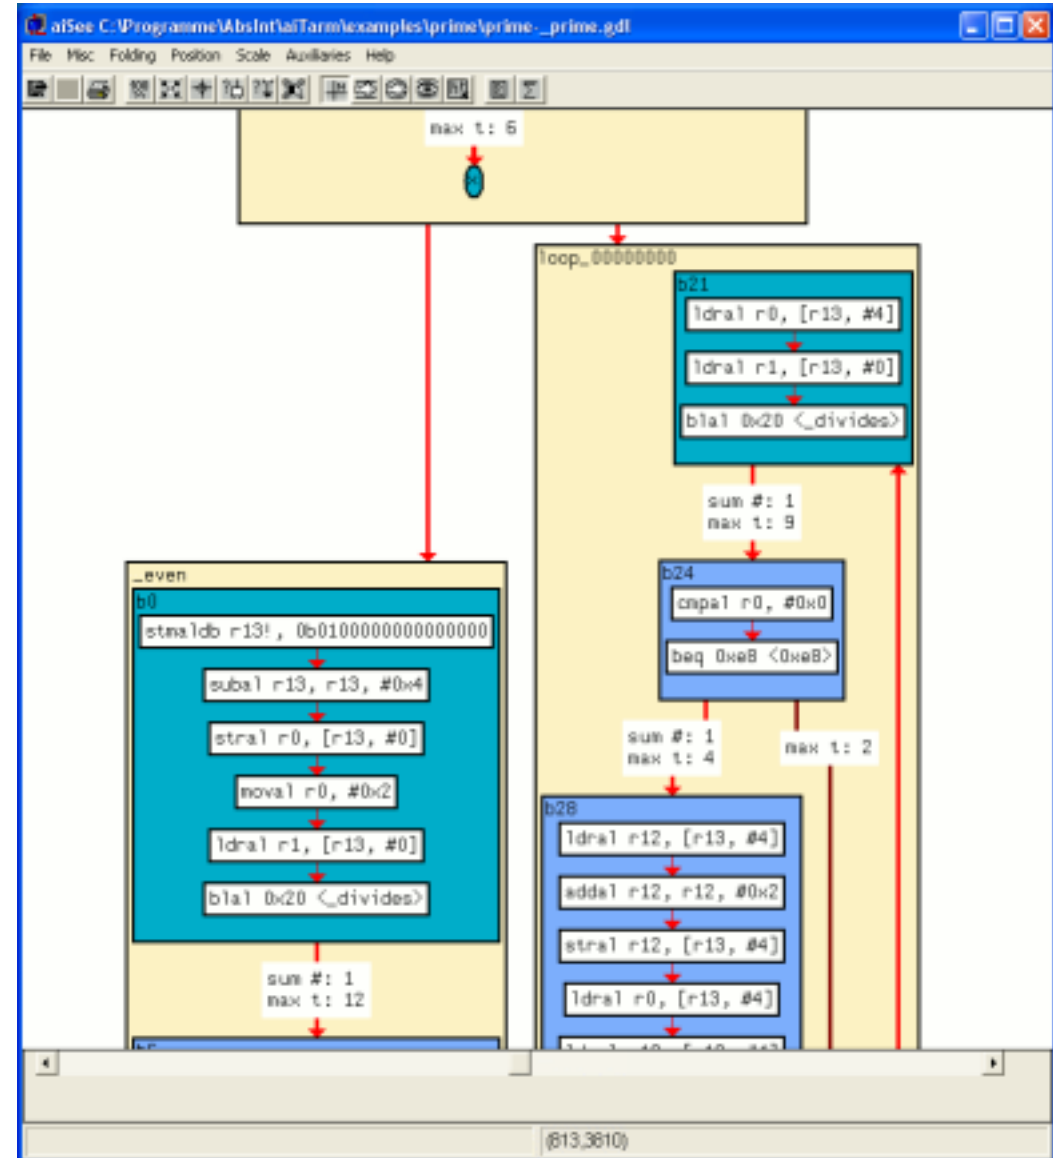 aiSee C:\Programme\AbsInt\aiTarm\examples\prime\prime-_prime.gdl
File Misc Folding Position Scale Auxiliaries Help
max t: 6
loop_00000000
b21
ldral r0, [r13, #4]
ldral r1, [r13, #0]
blal 0x20 <_divides>
sum #: 1
max t: 9
b24
cmpal r0, #0x0
beq 0xe8 <0xe8>
sum #: 1
max t: 4
max t: 2
b28
ldral r12, [r13, #4]
addal r12, r12, #0x2
stral r12, [r13, #4]
ldral r0, [r13, #4]
_even
b0
stmaldb r13!, 0b0100000000000000
subal r13, r13, #0x4
stral r0, [r13, #0]
moval r0, #0x2
ldral r1, [r13, #0]
blal 0x20 <_divides>
sum #: 1
max t: 12
(813,3810)